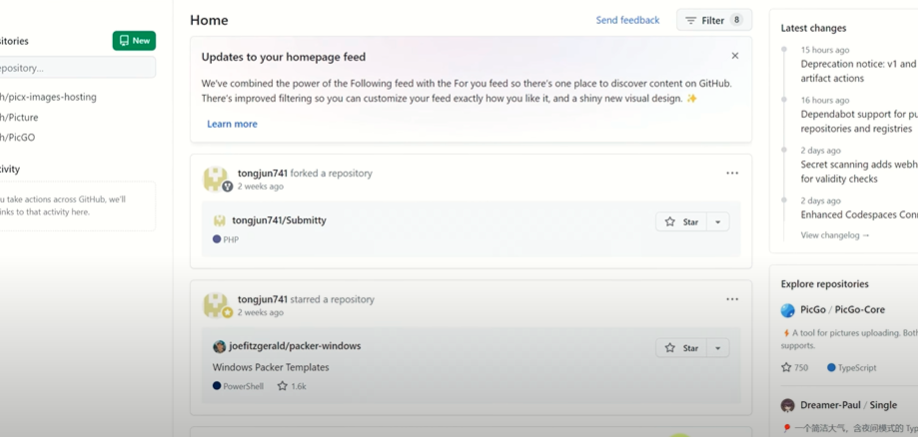 Home
Send feedback
Filter 8
itories
New
epository...
h/picx-images-hosting
h/Picture
h/PicGO
ivity
u take actions across GitHub, we'll
inks to that activity here.
Updates to your homepage feed
We've combined the power of the Following feed with the For you feed so there's one place to discover content on GitHub.
There's improved filtering so you can customize your feed exactly how you like it, and a shiny new visual design. ✨
Learn more
tongjun741 forked a repository
2 weeks ago
tongjun741/Submitty
Star
PHP
tongjun741 starred a repository
2 weeks ago
joefitzgerald/packer-windows
Star
Windows Packer Templates
PowerShell 1.6k
Latest changes
15 hours ago
Deprecation notice: v1 and
artifact actions
16 hours ago
Dependabot support for pu
repositories and registries
2 days ago
Secret scanning adds webh
for validity checks
2 days ago
Enhanced Codespaces Con
View changelog →
Explore repositories
PicGo / PicGo-Core
⚡A tool for pictures uploading. Both
supports.
750 TypeScript
Dreamer-Paul / Single
🎈 一个简洁大气，含夜间模式的 Typ